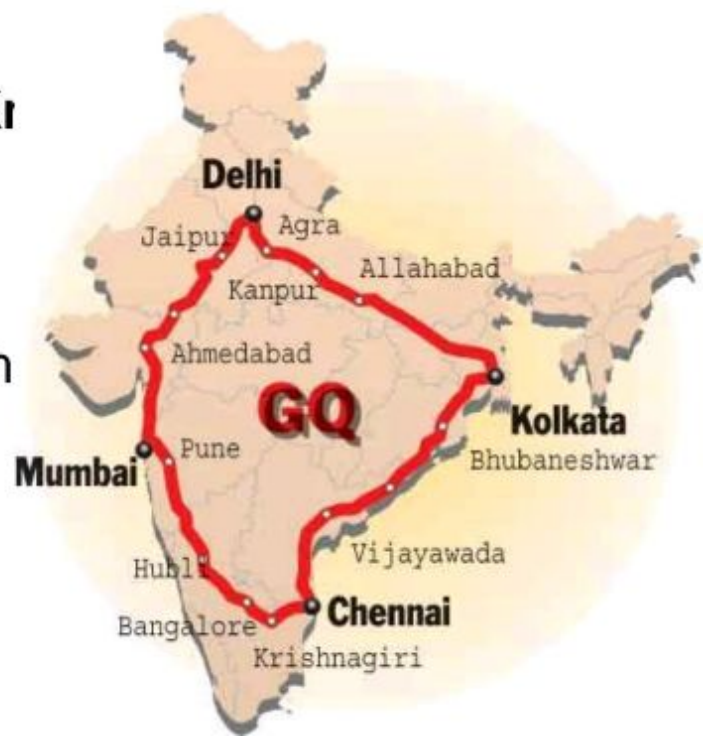 Delhi
Agra
Jaipur
Allahabad
Kanpur
Ahmedabad
GQ
Kolkata
Pune
Bhubaneshwar
Mumbai
Vijayawada
Hubli
Chennai
Bangalore
Krishnagiri